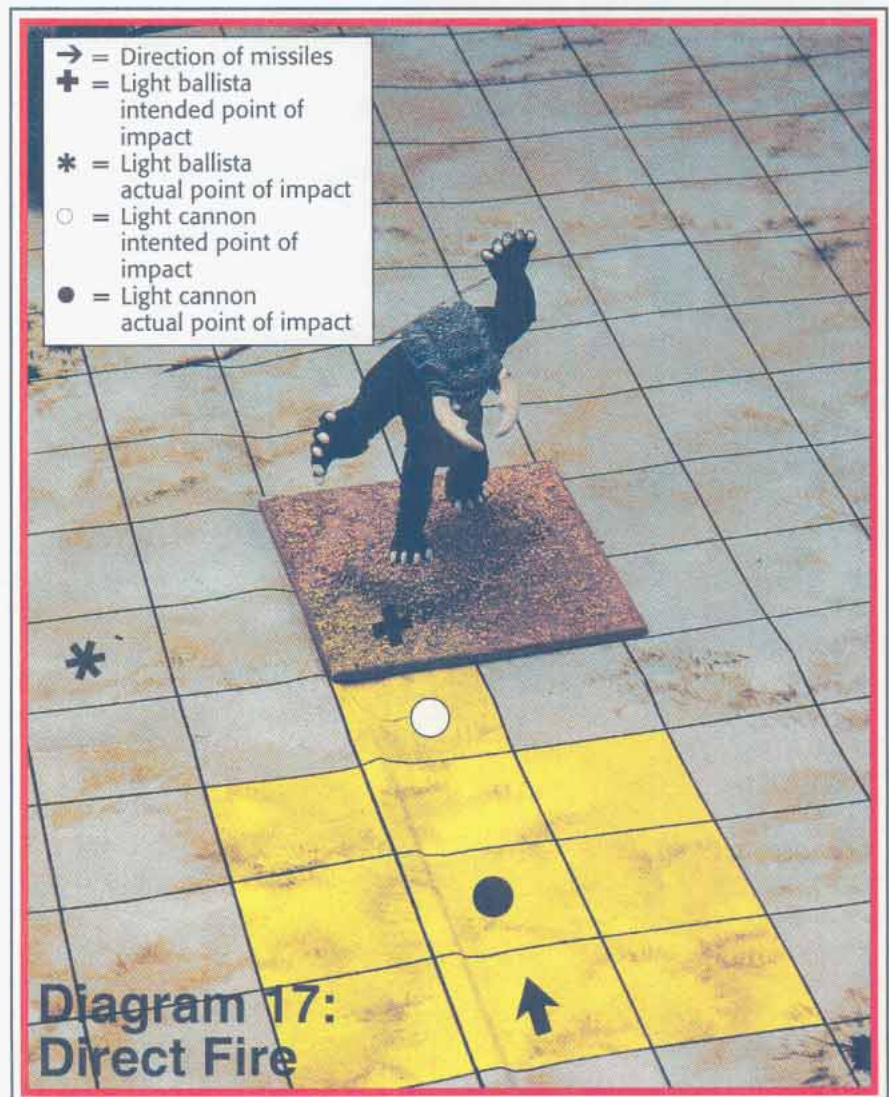 → = Direction of missiles
✚ = Light ballista
intended point of
impact
* = Light ballista
actual point of impact
○ = Light cannon
intented point of
impact
● = Light cannon
actual point of impact
Diagram 17:
Direct Fire